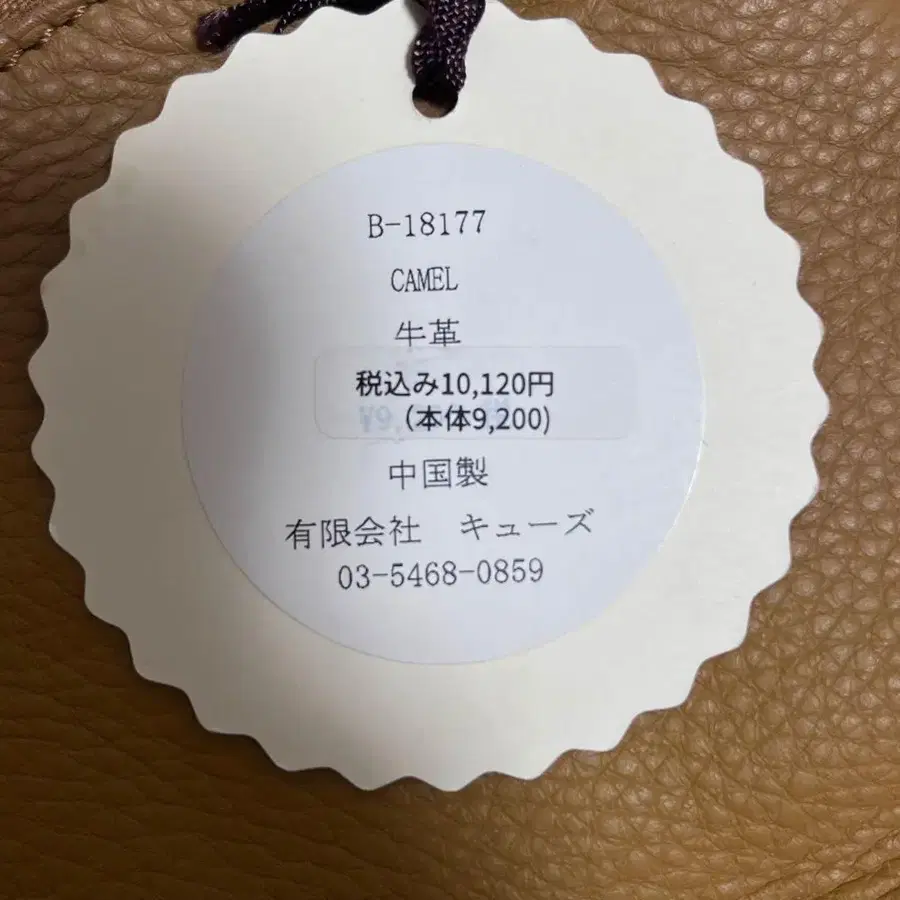 B-18177
CAMEL
牛革
税込み10,120円
(本体9,200)
中国製
有限会社　キューズ
03-5468-0859